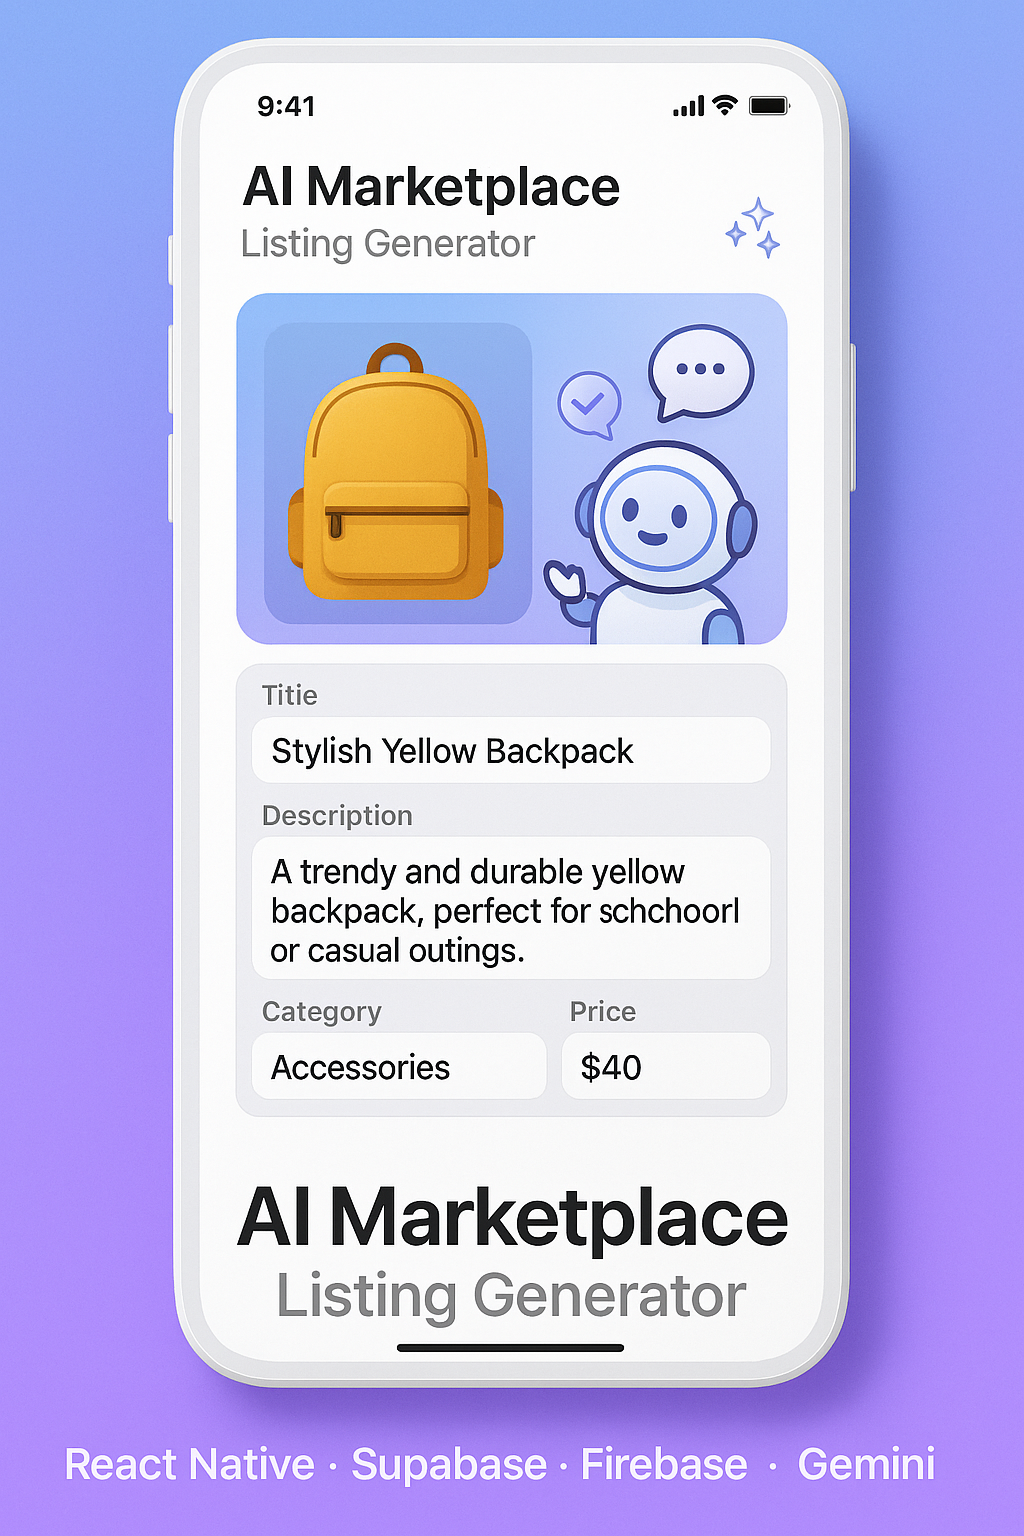 9:41
AI Marketplace
Listing Generator
Titie
Stylish Yellow Backpack
Description
A trendy and durable yellow
backpack, perfect for schchoorl
or casual outings.
Category
Price
Accessories
$40
AI Marketplace
Listing Generator
React Native · Supabase · Firebase · Gemini